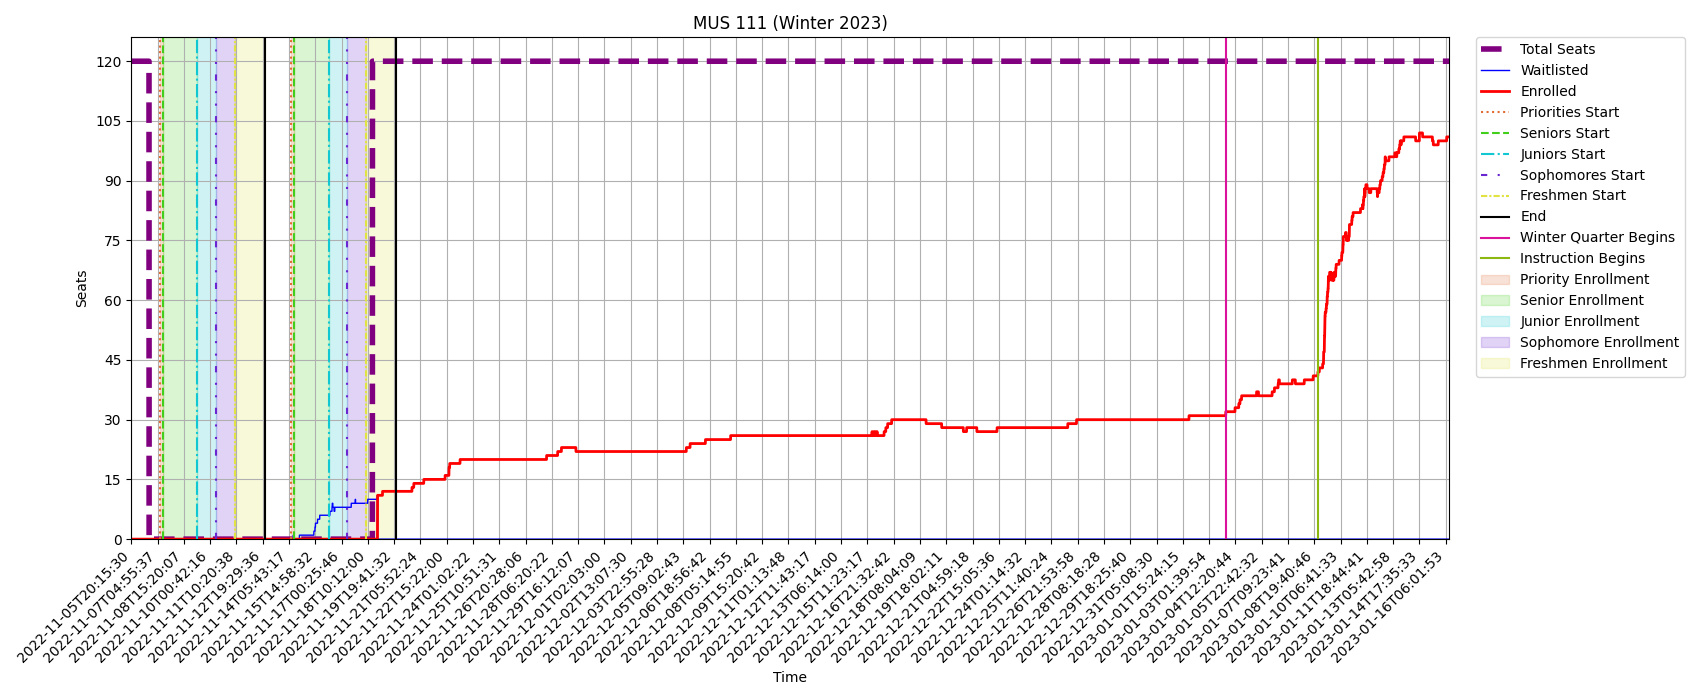 MUS 111 (Winter 2023)
Seats
120
105
90
75
60
45
30
15
0
2022-11-05T20:15:30
2022-11-07T04:55:37
2022-11-08T15:20:07
2022-11-10T00:42:16
2022-11-11T10:20:38
2022-11-12T19:29:36
2022-11-14T05:43:17
2022-11-15T14:58:32
2022-11-17T00:25:46
2022-11-18T10:12:00
2022-11-19T19:41:32
2022-11-21T05:52:24
2022-11-22T15:22:00
2022-11-24T01:02:22
2022-11-25T10:51:31
2022-11-26T20:28:06
2022-11-28T06:20:22
2022-11-29T16:12:07
2022-12-01T02:03:00
2022-12-02T13:07:30
2022-12-03T22:55:28
2022-12-05T09:02:43
2022-12-06T18:56:42
2022-12-08T05:14:55
2022-12-09T15:20:42
2022-12-11T01:13:48
2022-12-12T11:43:17
2022-12-13T06:14:00
2022-12-15T11:23:17
2022-12-16T21:32:42
2022-12-18T08:04:09
2022-12-19T18:02:11
2022-12-21T04:59:18
2022-12-22T15:05:36
2022-12-24T01:14:32
2022-12-25T11:40:24
2022-12-26T21:53:58
2022-12-28T08:18:28
2022-12-29T18:25:40
2022-12-31T05:08:30
2023-01-01T15:24:15
2023-01-03T01:39:54
2023-01-04T12:20:44
2023-01-05T22:42:32
2023-01-07T09:23:41
2023-01-08T19:40:46
2023-01-10T06:41:33
2023-01-11T18:44:41
2023-01-13T05:42:58
2023-01-14T17:35:33
2023-01-16T06:01:53
Time
Total Seats
Waitlisted
Enrolled
Priorities Start
Seniors Start
Juniors Start
Sophomores Start
Freshmen Start
End
Winter Quarter Begins
Instruction Begins
Priority Enrollment
Senior Enrollment
Junior Enrollment
Sophomore Enrollment
Freshmen Enrollment